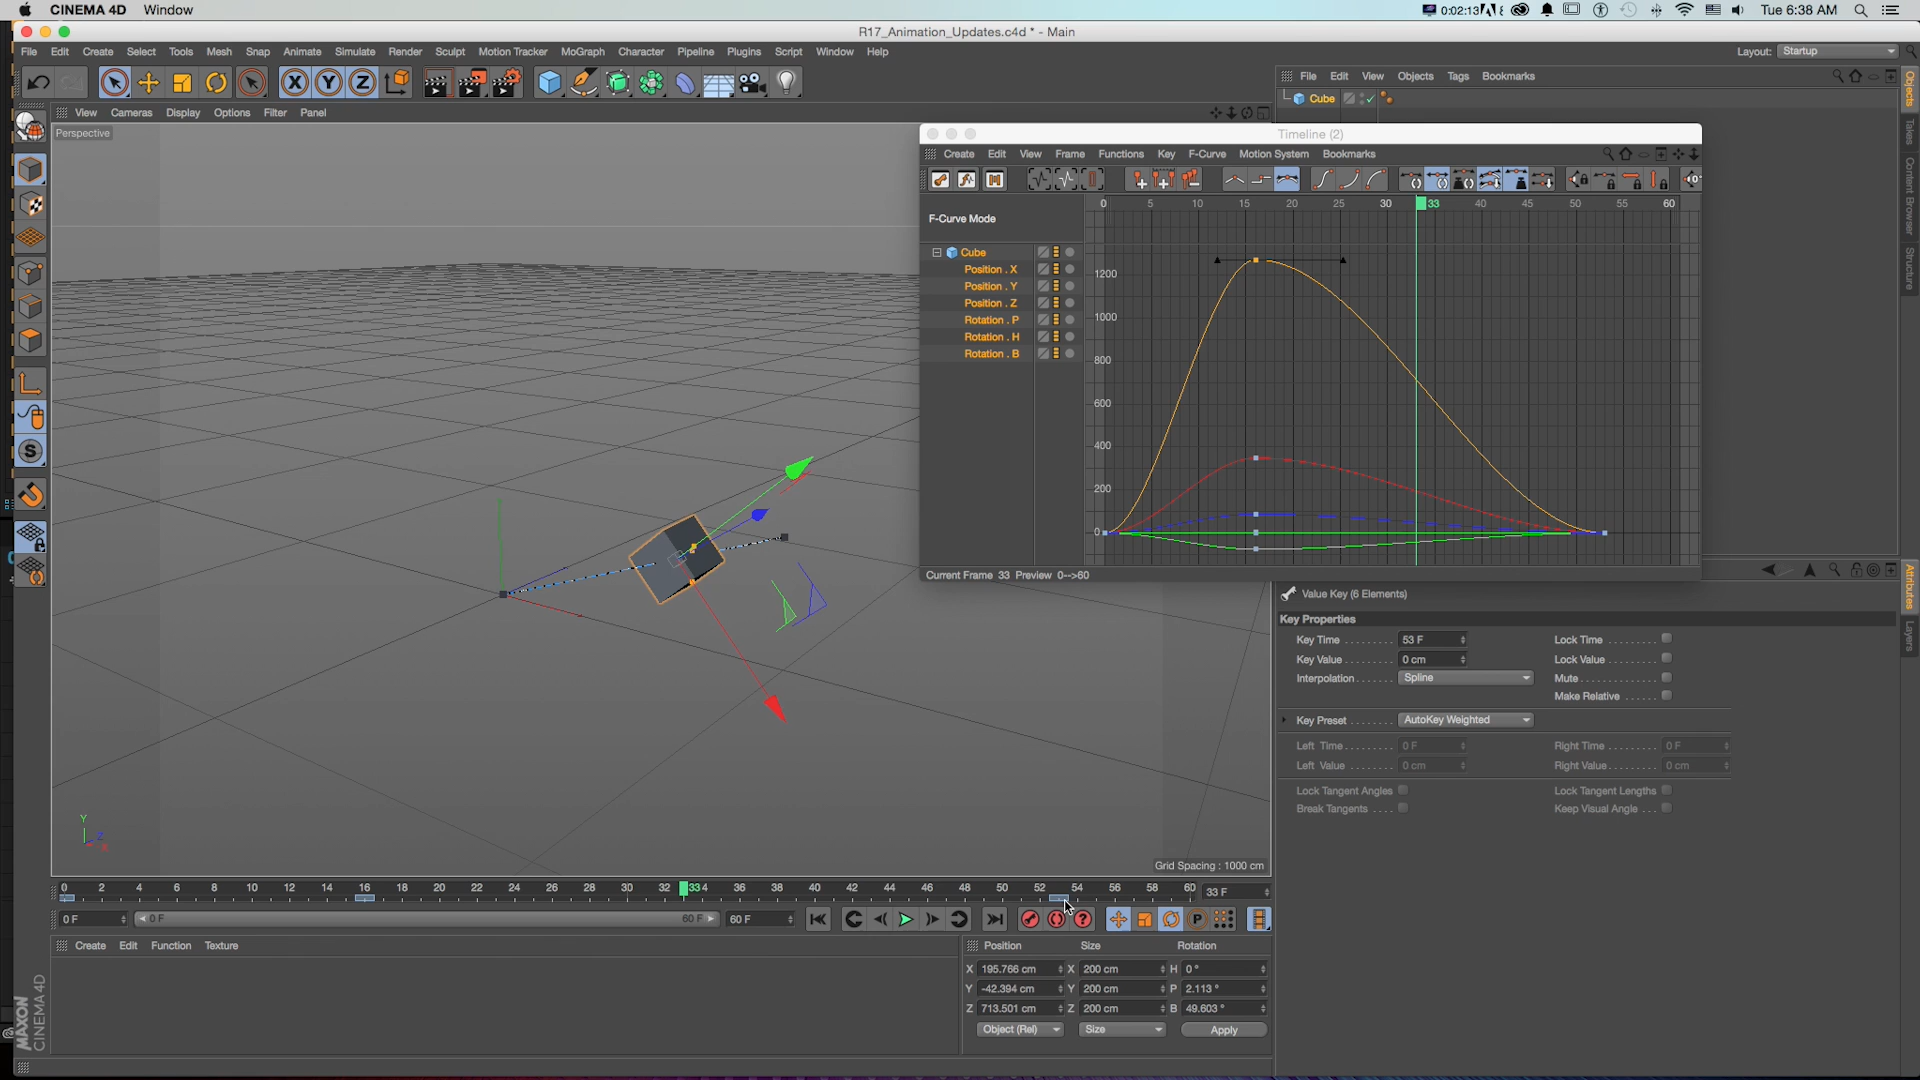 CINEMA 4D Window
0:02:13 Tue 6:38 AM
R17_Animation_Updates.c4d * - Main
File Edit Create Select Tools Mesh Snap Animate Simulate Render Sculpt Motion Tracker MoGraph Character Pipeline Plugins Script Window Help
Layout: Startup
X Y Z
File Edit View Objects Tags Bookmarks
Cube
View Cameras Display Options Filter Panel
Perspective
Objects
Takes
Content Browser
Structure
Timeline (2)
Create Edit View Frame Functions Key F-Curve Motion System Bookmarks
F-Curve Mode
0 5 10 15 20 25 30 33 40 45 50 55 60
Cube
Position . X
Position . Y
Position . Z
Rotation . P
Rotation . H
Rotation . B
1200
1000
800
600
400
200
0
Current Frame 33 Preview 0-->60
S
Value Key (6 Elements)
Key Properties
Key Time 53 F Lock Time
Key Value 0 cm Lock Value
Interpolation Spline Mute
Make Relative
Key Preset AutoKey Weighted
Left Time 0 F Right Time 0 F
Left Value 0 cm Right Value 0 cm
Lock Tangent Angles Lock Tangent Lengths
Break Tangents Keep Visual Angle
Attributes
Layers
Y
Z
X
Grid Spacing : 1000 cm
0 2 4 6 8 10 12 14 16 18 20 22 24 26 28 30 32 334 36 38 40 42 44 46 48 50 52 54 56 58 60 33 F
0 F 0 F 60 F 60 F
P
Create Edit Function Texture
Position Size Rotation
X 195.766 cm X 200 cm H 0 °
Y -42.394 cm Y 200 cm P 2.113 °
Z 713.501 cm Z 200 cm B 49.603 °
Object (Rel) Size Apply
MAXON
CINEMA 4D